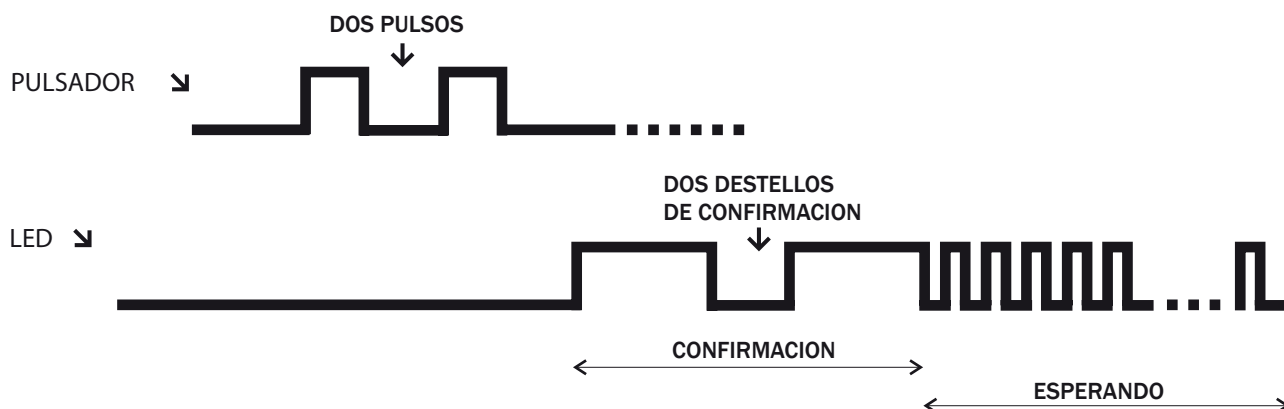 DOS PULSOS
PULSADOR
DOS DESTELLOS
DE CONFIRMACION
LED
CONFIRMACION
ESPERANDO